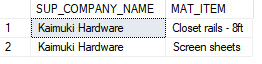 SUP_COMPANY_NAME MAT_ITEM
1 Kaimuki Hardware Closet rails - 8ft
2 Kaimuki Hardware Screen sheets